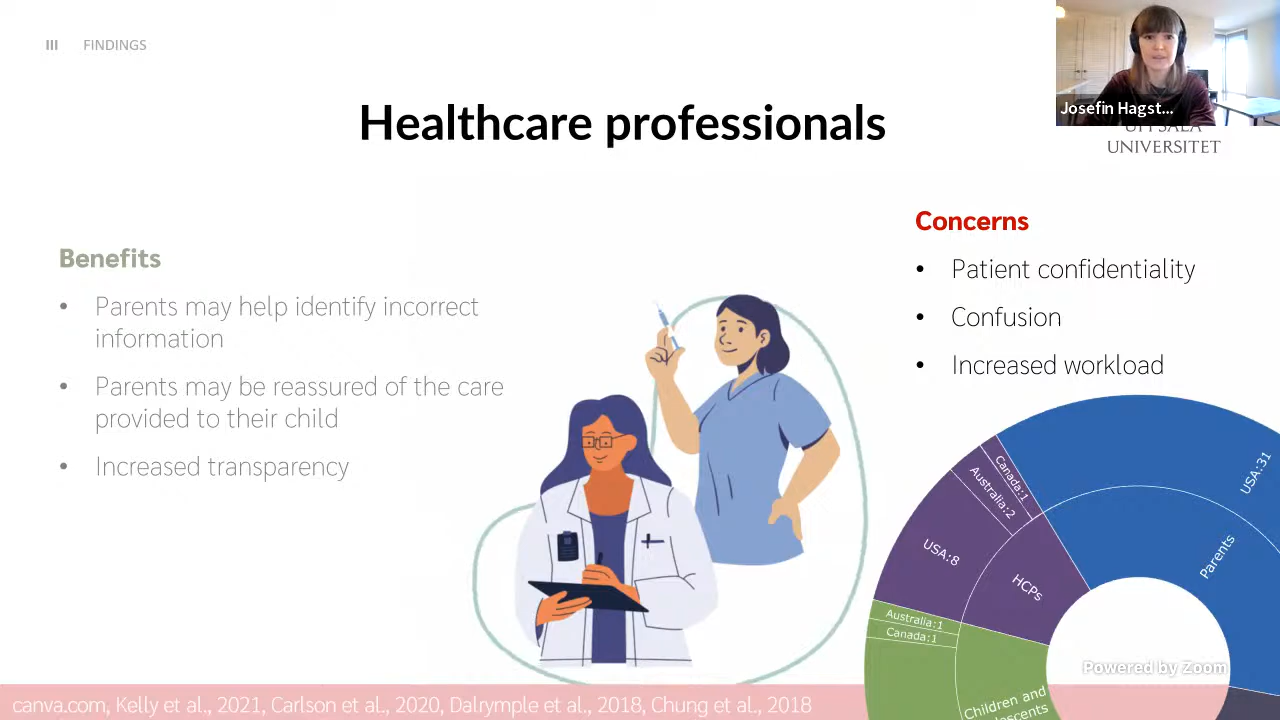 III FINDINGS
Josefin Hagst...
UPPSALA
UNIVERSITET
Healthcare professionals
Benefits
• Parents may help identify incorrect
information
• Parents may be reassured of the care
provided to their child
• Increased transparency
Concerns
• Patient confidentiality
• Confusion
• Increased workload
USA:31
Parents
Canada:1
Australia:2
USA:8
HCPs
Australia:1
Canada:1
Children and
lescents
Powered by Zoom
canva.com, Kelly et al., 2021, Carlson et al., 2020, Dalrymple et al., 2018, Chung et al., 2018